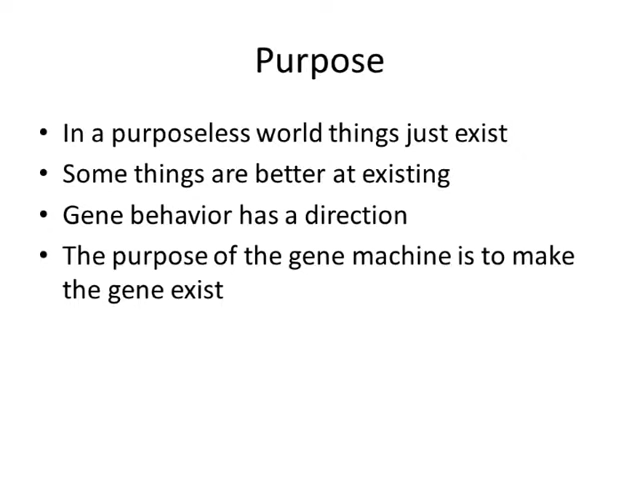 Purpose
• In a purposeless world things just exist
• Some things are better at existing
• Gene behavior has a direction
• The purpose of the gene machine is to make
the gene exist